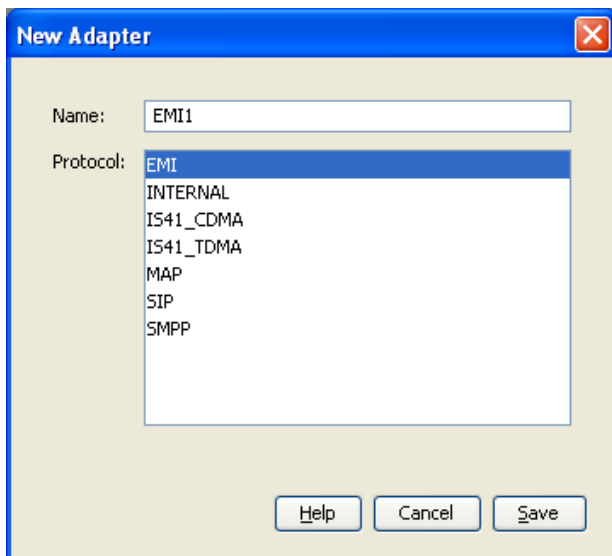 New Adapter
Name: EMI1
Protocol: EMI
INTERNAL
IS41_CDMA
IS41_TDMA
MAP
SIP
SMPP
Help Cancel Save